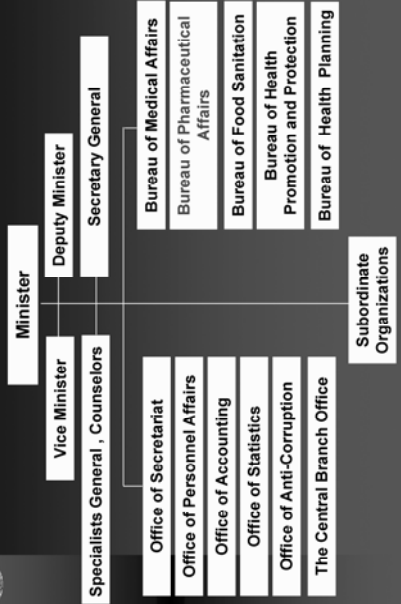 Minister
Vice Minister
Deputy Minister
Specialists General , Counselors
Secretary General
Office of Secretariat
Office of Personnel Affairs
Office of Accounting
Office of Statistics
Office of Anti-Corruption
The Central Branch Office
Bureau of Medical Affairs
Bureau of Pharmaceutical
Affairs
Bureau of Food Sanitation
Bureau of Health
Promotion and Protection
Bureau of Health Planning
Subordinate
Organizations